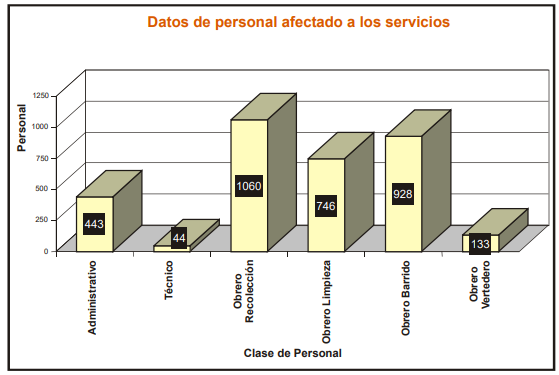 Datos de personal afectado a los servicios
Personal
1250
1000
750
500
250
0
443
44
1060
746
928
133
Administrativo
Técnico
Obrero
Recolección
Obrero Limpieza
Obrero Barrido
Obrero
Vertedero
Clase de Personal